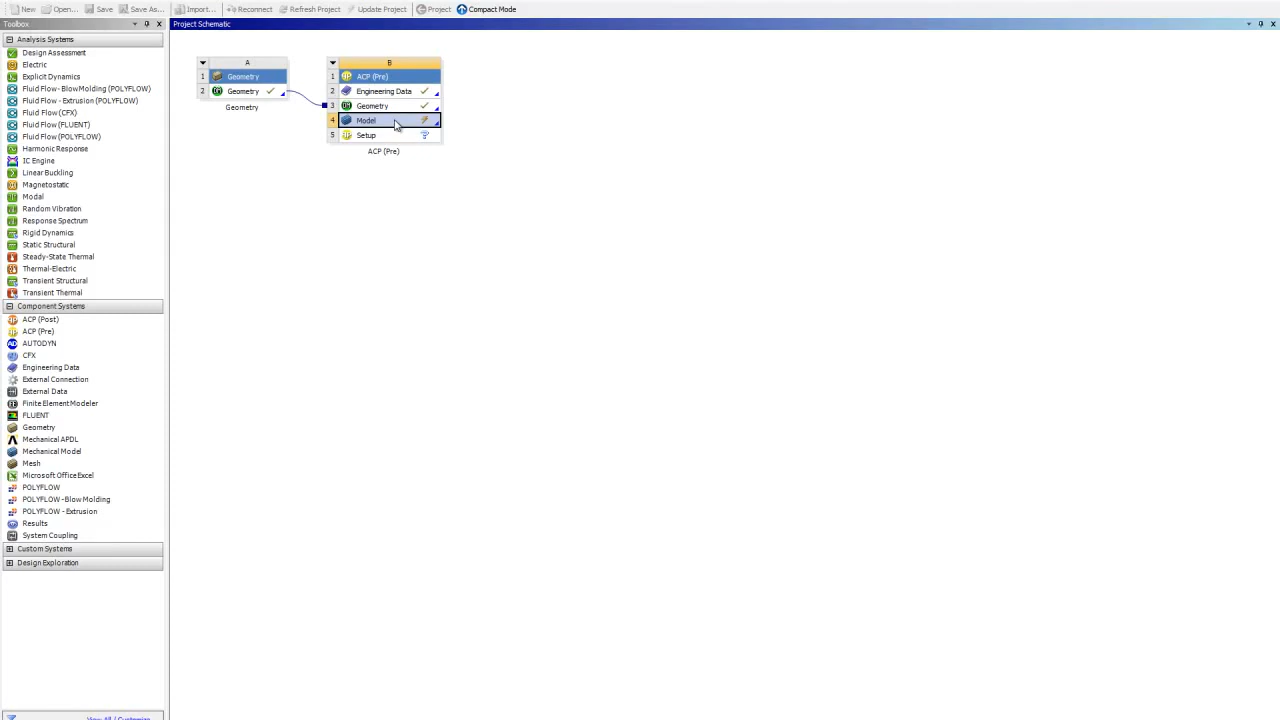 New Open... Save Save As... Import... Reconnect Refresh Project Update Project Project Compact Mode
Toolbox
Project Schematic
Analysis Systems
Design Assessment
Electric
Explicit Dynamics
Fluid Flow- BlowMolding (POLYFLOW)
Fluid Flow - Extrusion (POLYFLOW)
Fluid Flow (CFX)
Fluid Flow (FLUENT)
Fluid Flow (POLYFLOW)
Harmonic Response
IC Engine
Linear Buckling
Magnetostatic
Modal
Random Vibration
Response Spectrum
Rigid Dynamics
Static Structural
Steady-State Thermal
Thermal-Electric
Transient Structural
Transient Thermal
Component Systems
ACP (Post)
ACP (Pre)
AUTODYN
CFX
Engineering Data
External Connection
External Data
Finite Element Modeler
FLUENT
Geometry
Mechanical APDL
Mechanical Model
Mesh
Microsoft Office Excel
POLYFLOW
POLYFLOW -Blow Molding
POLYFLOW - Extrusion
Results
System Coupling
Custom Systems
Design Exploration
View All / Customize...
A
1 Geometry
2 Geometry
Geometry
B
1 ACP (Pre)
2 Engineering Data
3 Geometry
4 Model
5 Setup
ACP (Pre)